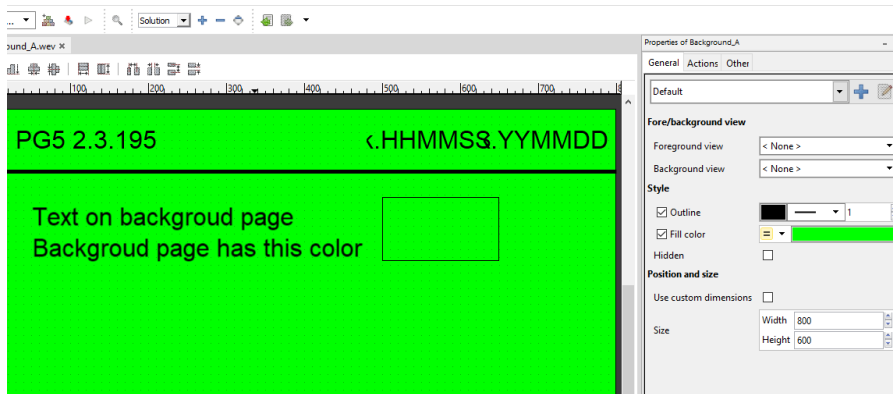 Solution
ound_A.wev ×
100 200 300 400 500 600 700
PG5 2.3.195
.HHMMSS .YYMMDD
Text on backgroud page
Backgroud page has this color
Properties of Background_A
General Actions Other
Default
Fore/background view
Foreground view < None >
Background view < None >
Style
Outline 1
Fill color =
Hidden
Position and size
Use custom dimensions
Size
Width 800
Height 600